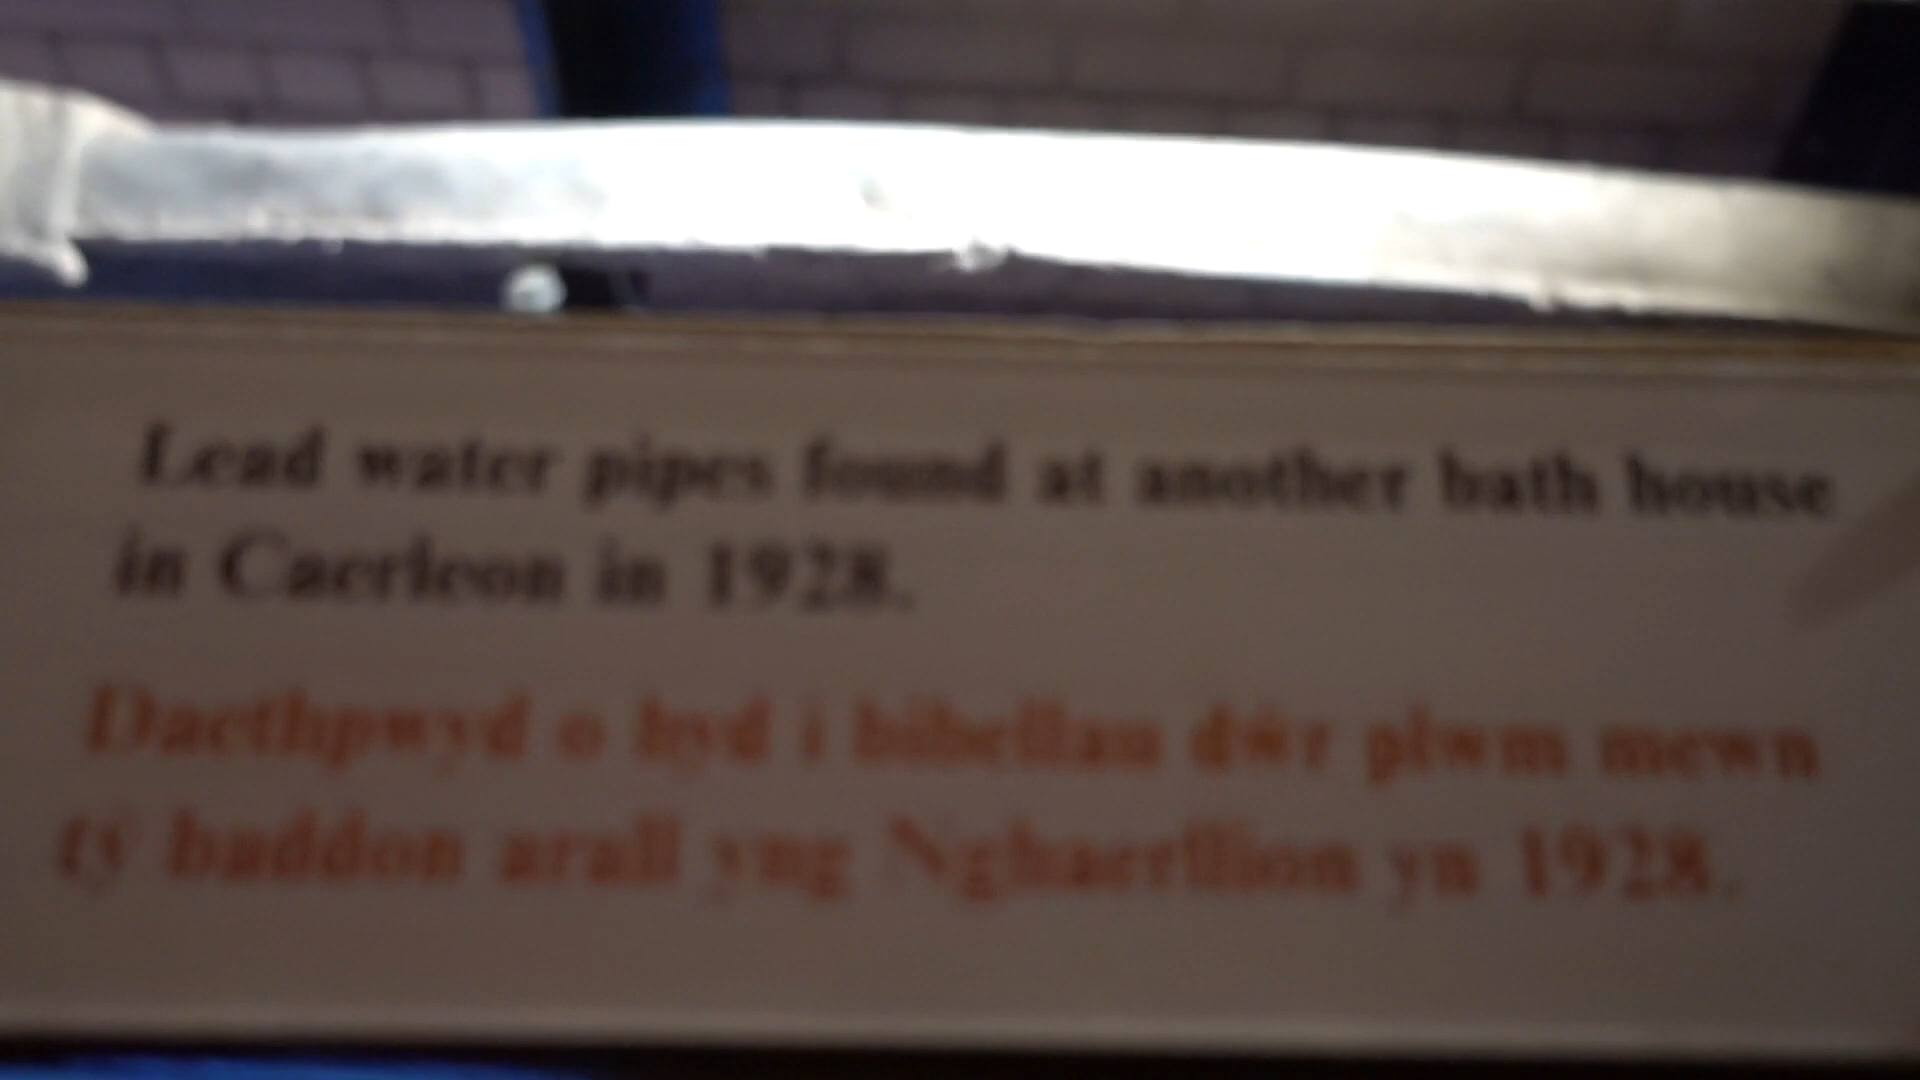 Lead water pipes found at another bath house
in Caerleon in 1928.
Daethpwyd o hyd i bibellau dŵr plwm mewn
tŷ baddon arall yng Nghaerllion yn 1928.